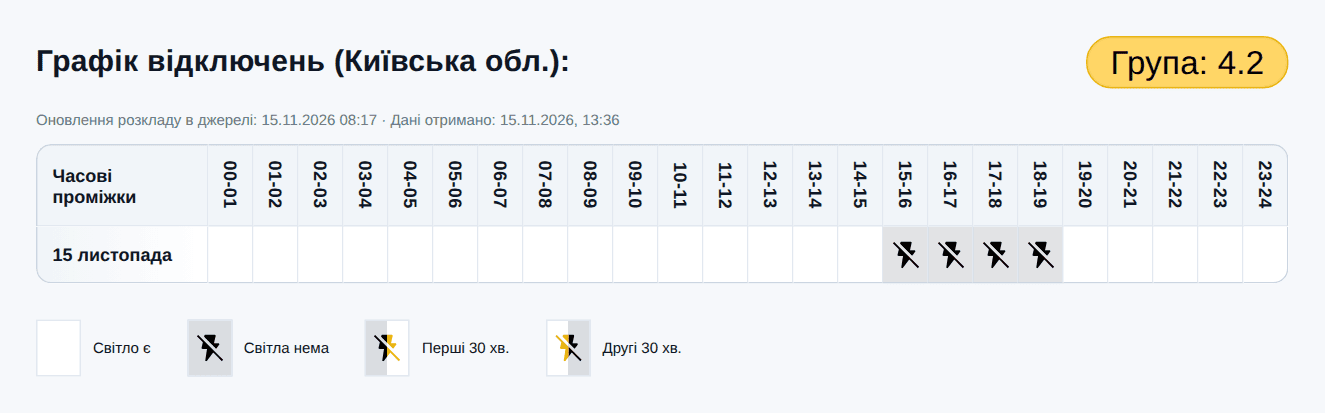 Графік відключень (Київська обл.):
Група: 4.2
Оновлення розкладу в джерелі: 15.11.2026 08:17 · Дані отримано: 15.11.2026, 13:36
Часові
проміжки
00-01
01-02
02-03
03-04
04-05
05-06
06-07
07-08
08-09
09-10
10-11
11-12
12-13
13-14
14-15
15-16
16-17
17-18
18-19
19-20
20-21
21-22
22-23
23-24
15 листопада
Світло є
Світла нема
Перші 30 хв.
Другі 30 хв.